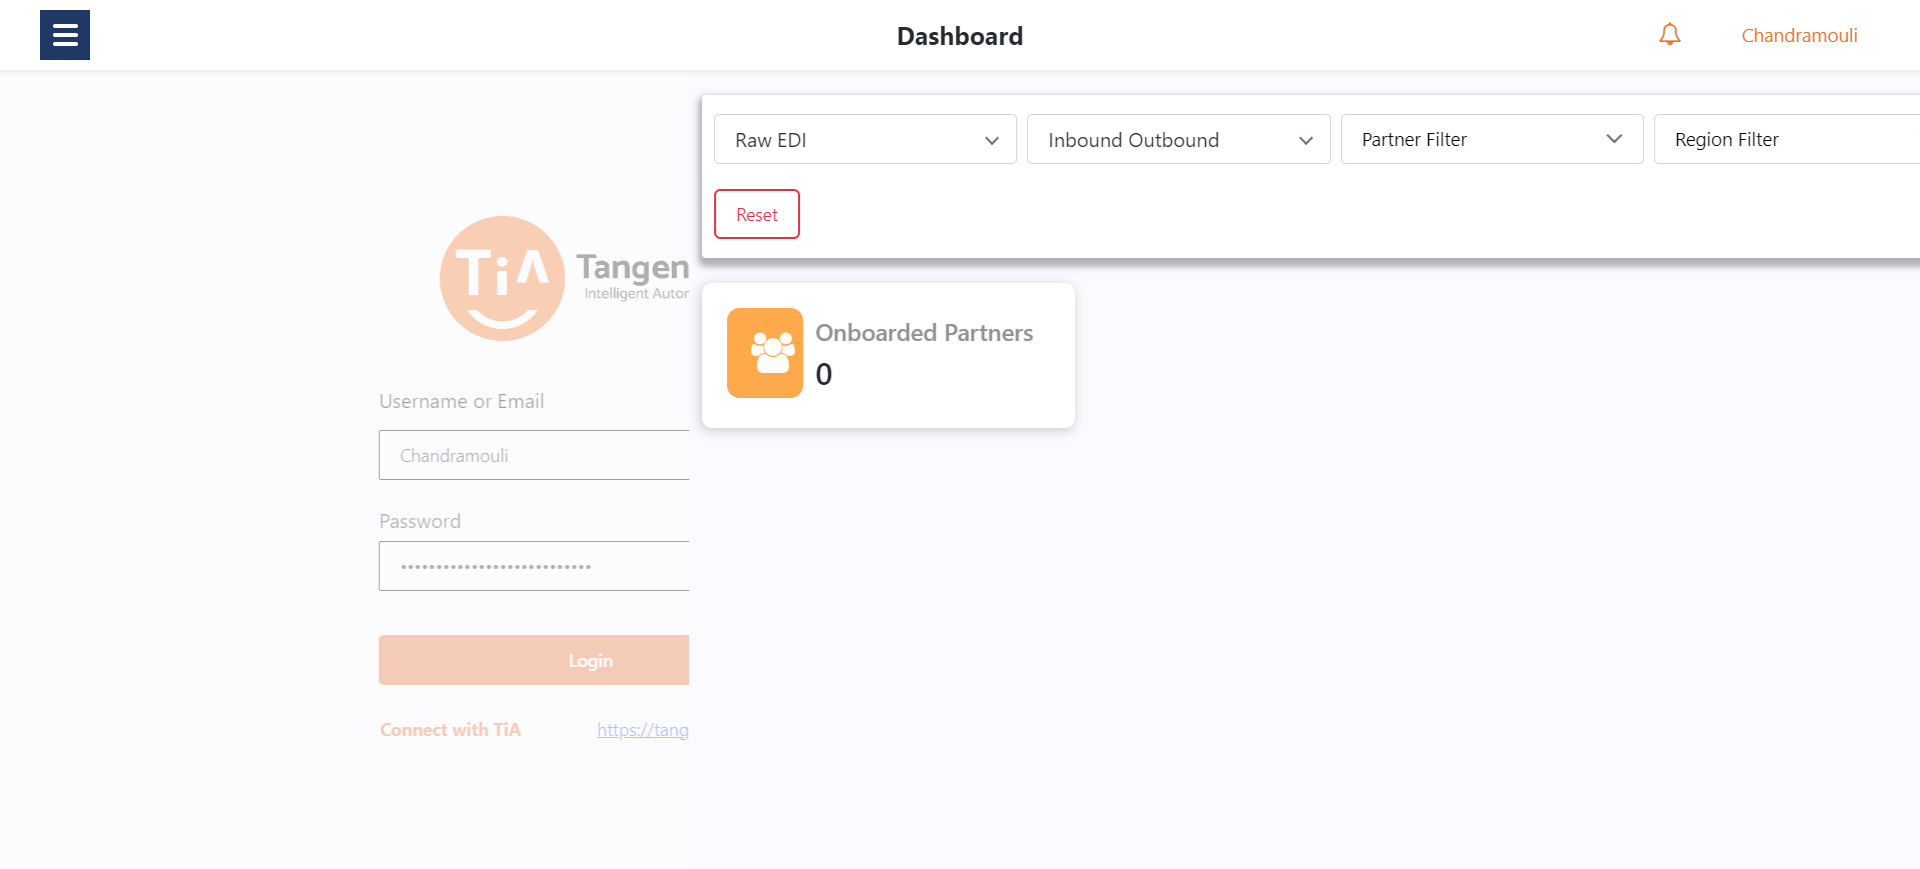 Dashboard
Chandramouli
Raw EDI
Inbound Outbound
Partner Filter
Region Filter
Reset
TiA
Tangen
Intelligent Autor
Onboarded Partners
0
Username or Email
Chandramouli
Password
Login
Connect with TiA
https://tang